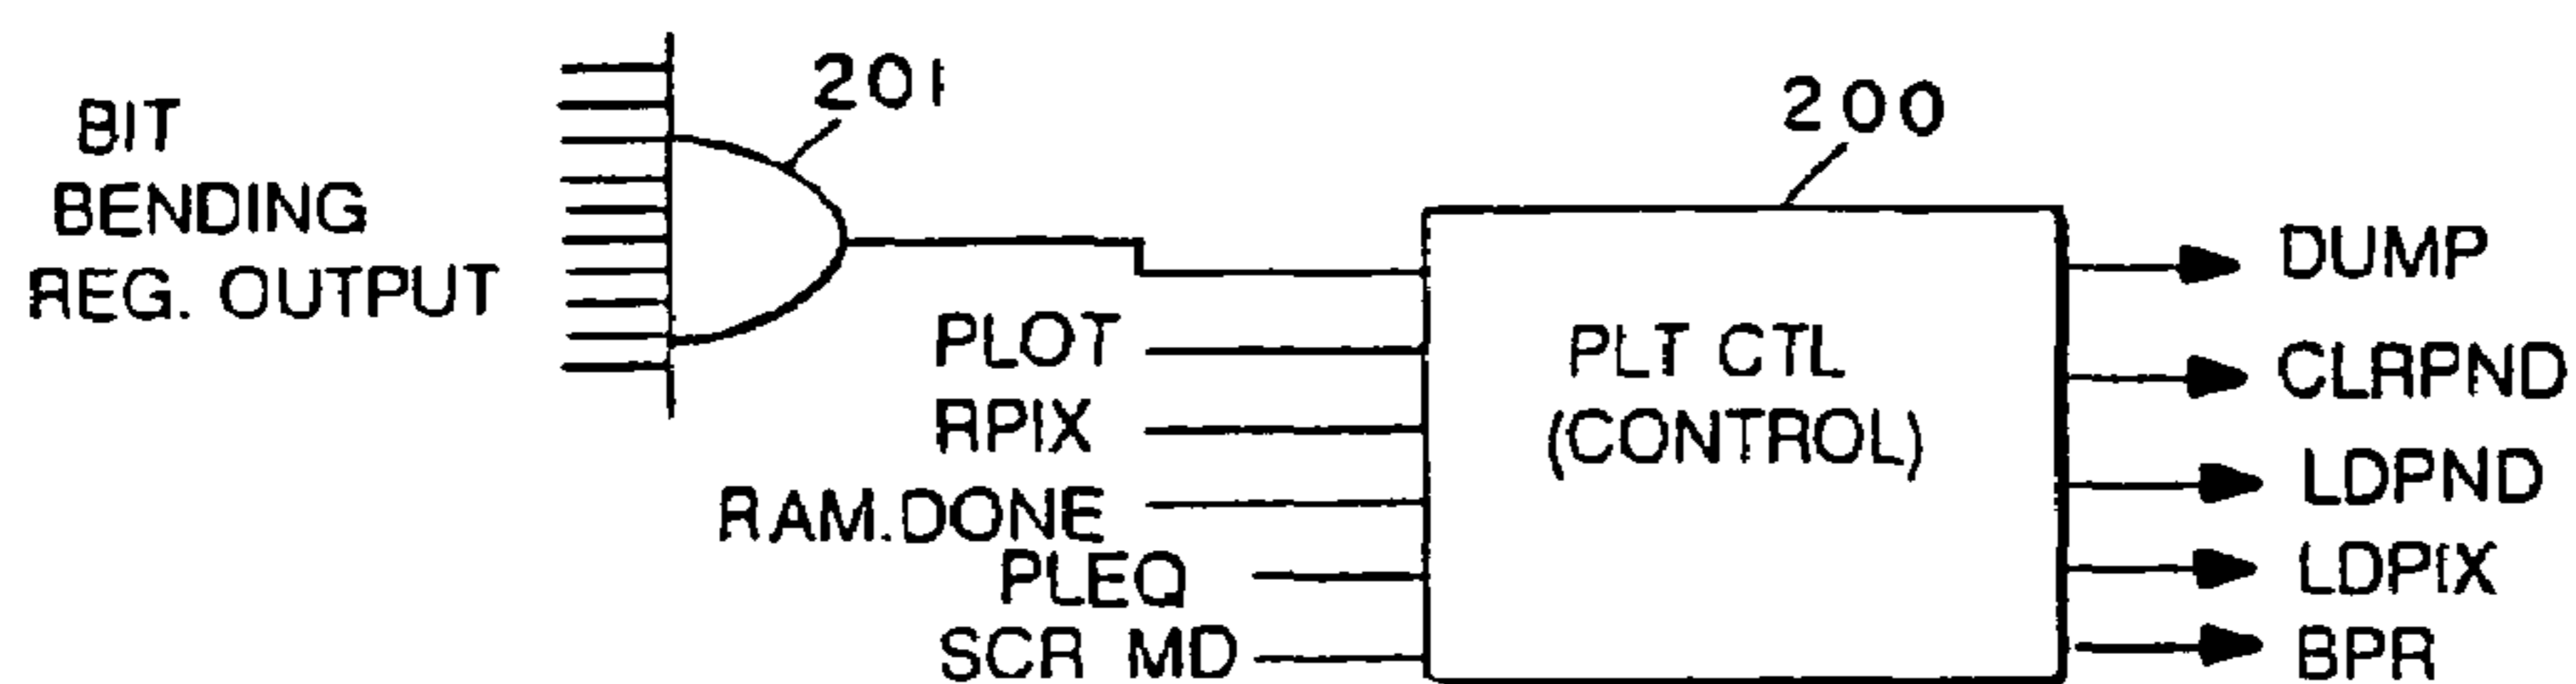 BIT
BENDING
REG. OUTPUT
201
200
PLOT
RPIX
RAM.DONE
PLEQ
SCR MD
PLT CTL
(CONTROL)
DUMP
CLRPND
LDPND
LDPIX
BPR